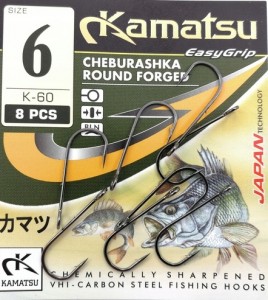 SIZE:
6
K-60
8 PCS
Kamatsu
EasyGrip
CHEBURASHKA
ROUND FORGED
BLN
JAPAN TECHNOLOGY
カマツ
K
KAMATSU
CHEMICALLY SHARPENED
VHI-CARBON STEEL FISHING HOOKS